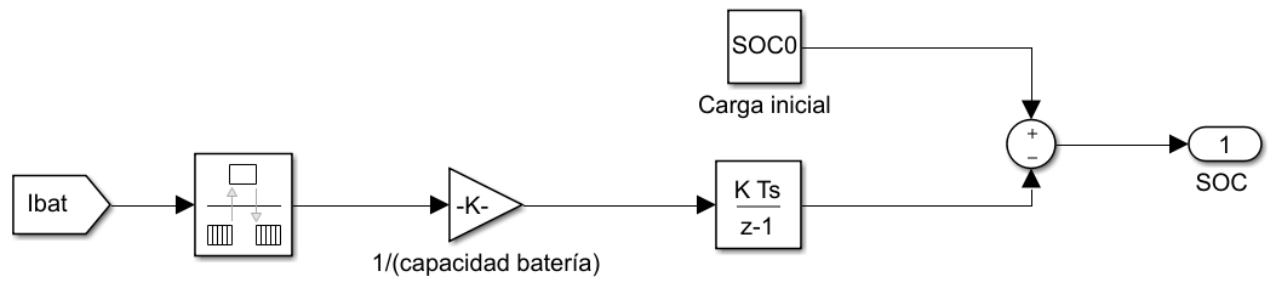 SOC0
Carga inicial
+
−
1
SOC
Ibat
-K-
1/(capacidad batería)
K Ts
z-1